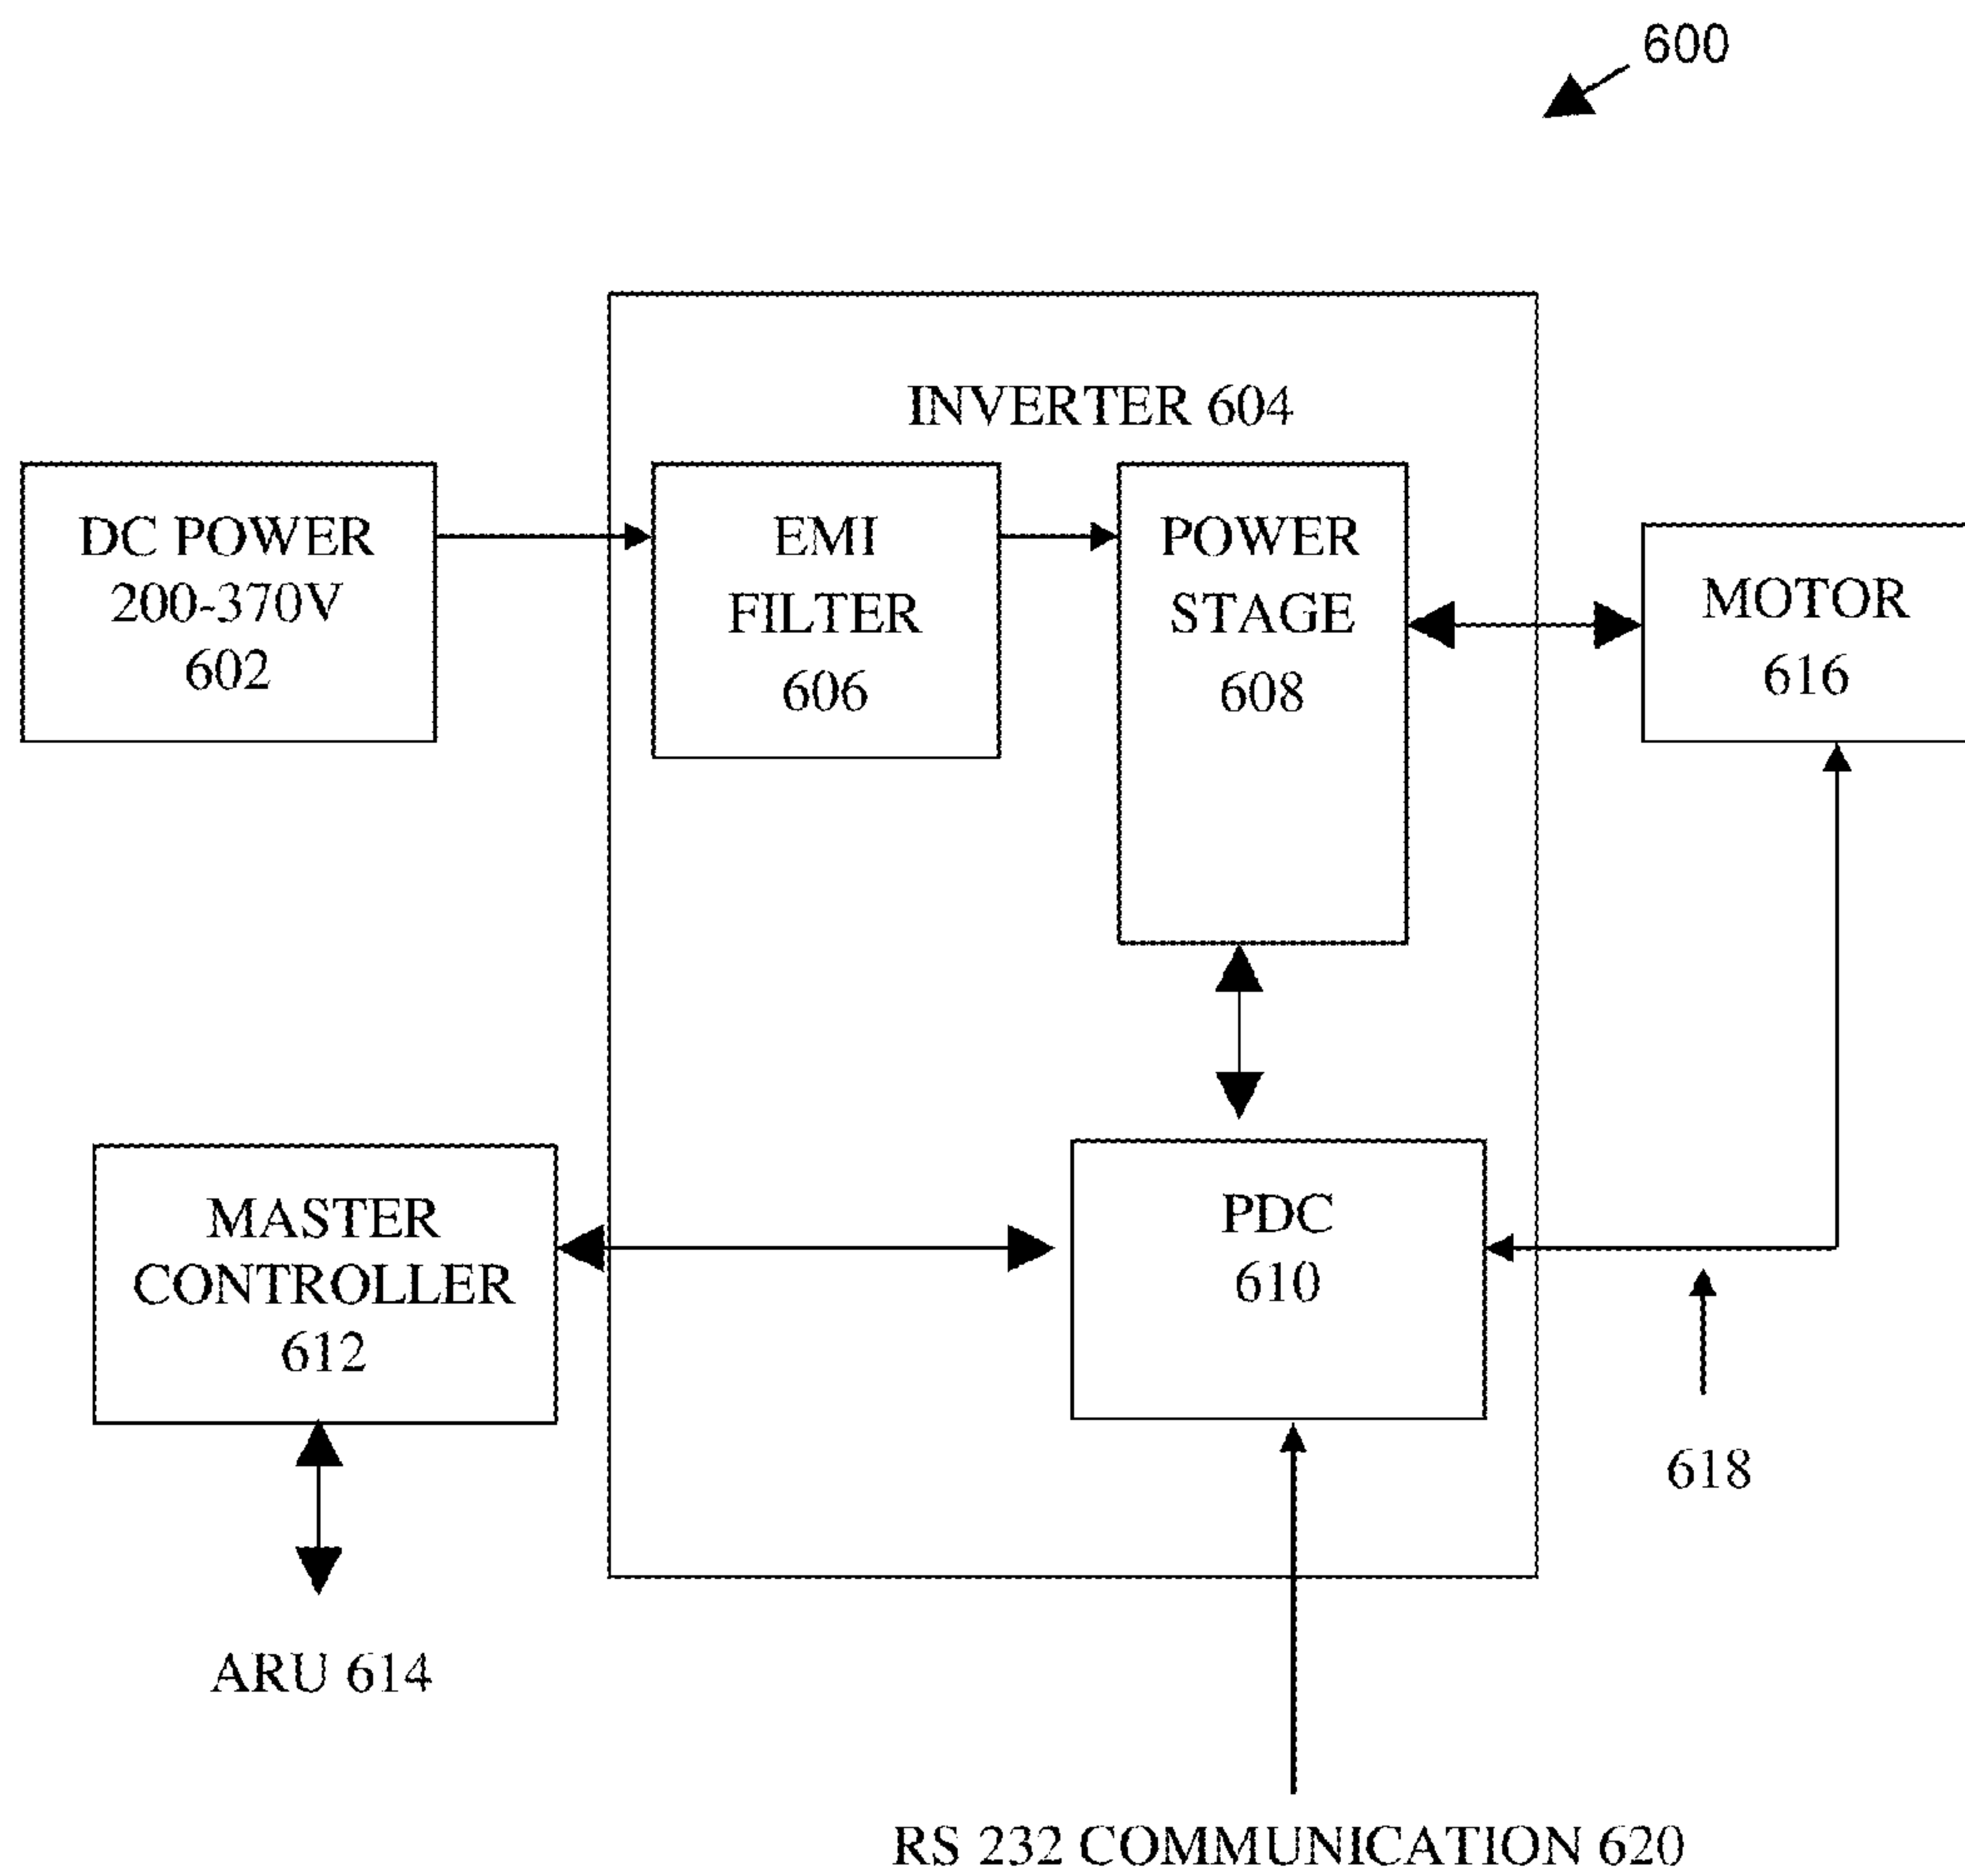 600
INVERTER 604
DC POWER
200-370V
602
EMI
FILTER
606
POWER
STAGE
608
MOTOR
616
MASTER
CONTROLLER
612
PDC
610
618
ARU 614
RS 232 COMMUNICATION 620